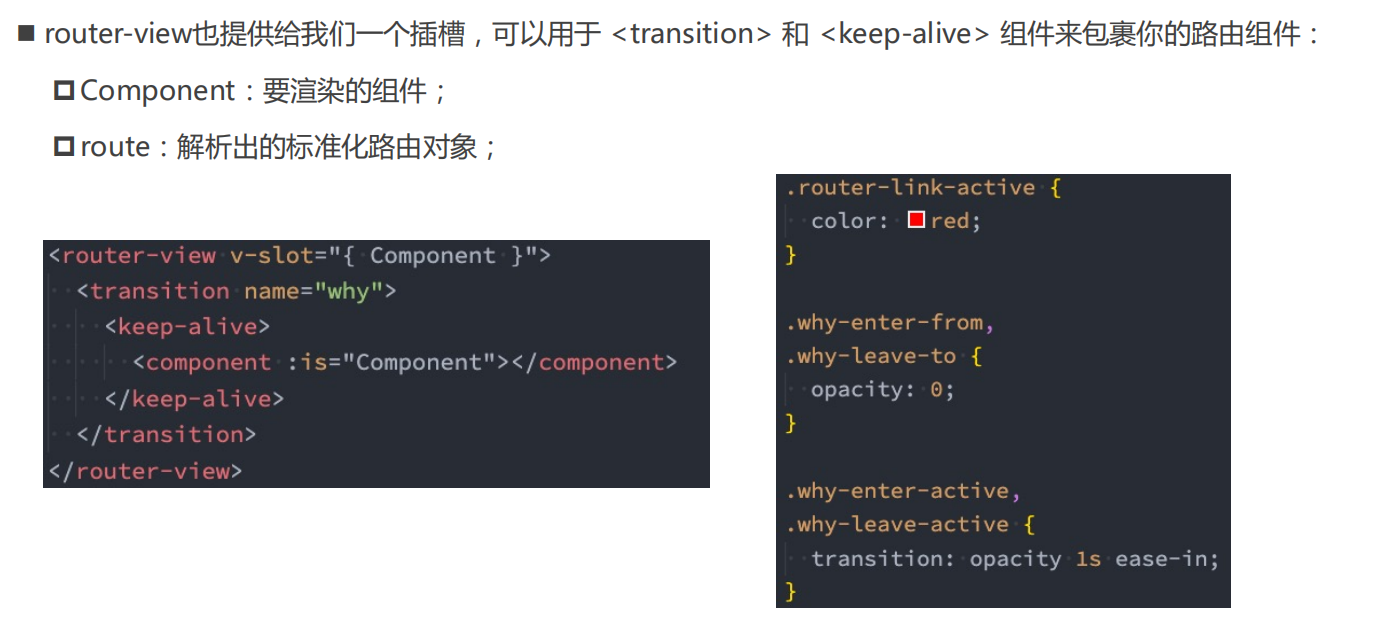 router-view也提供给我们一个插槽，可以用于 <transition> 和 <keep-alive> 组件来包裹你的路由组件：
Component：要渲染的组件；
route：解析出的标准化路由对象；
<router-view v-slot="{ Component }">
<transition name="why">
<keep-alive>
<component :is="Component"></component>
</keep-alive>
</transition>
</router-view>
.router-link-active {
color: red;
}
.why-enter-from,
.why-leave-to {
opacity: 0;
}
.why-enter-active,
.why-leave-active {
transition: opacity 1s ease-in;
}